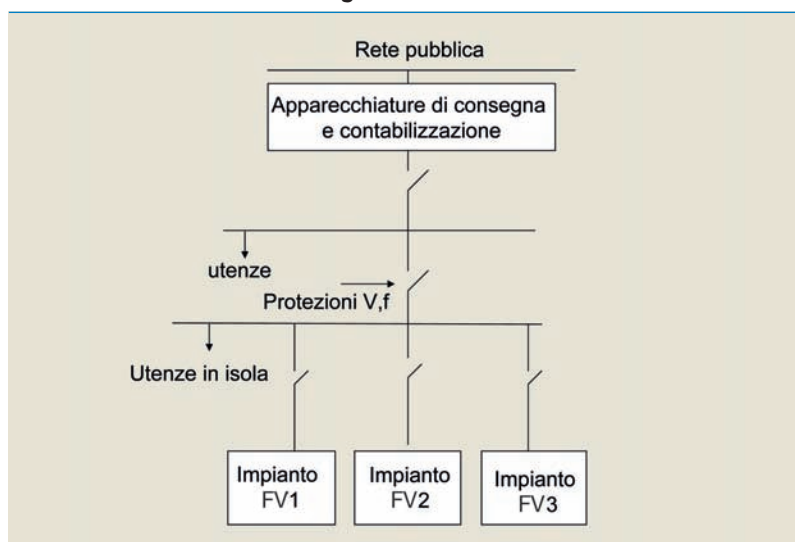 Rete pubblica
Apparecchiature di consegna
e contabilizzazione
utenze
Protezioni V,f
Utenze in isola
Impianto
FV1
Impianto
FV2
Impianto
FV3